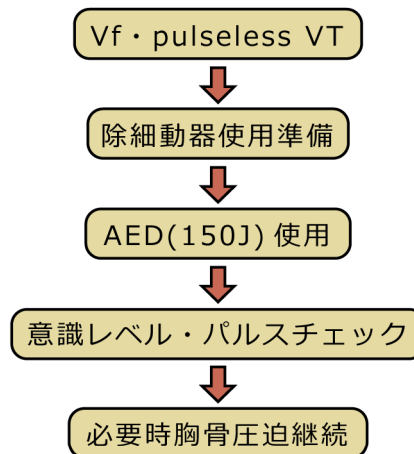 Vf・pulseless VT
除細動器使用準備
AED(150J) 使用
意識レベル・パルスチェック
必要時胸骨圧迫継続